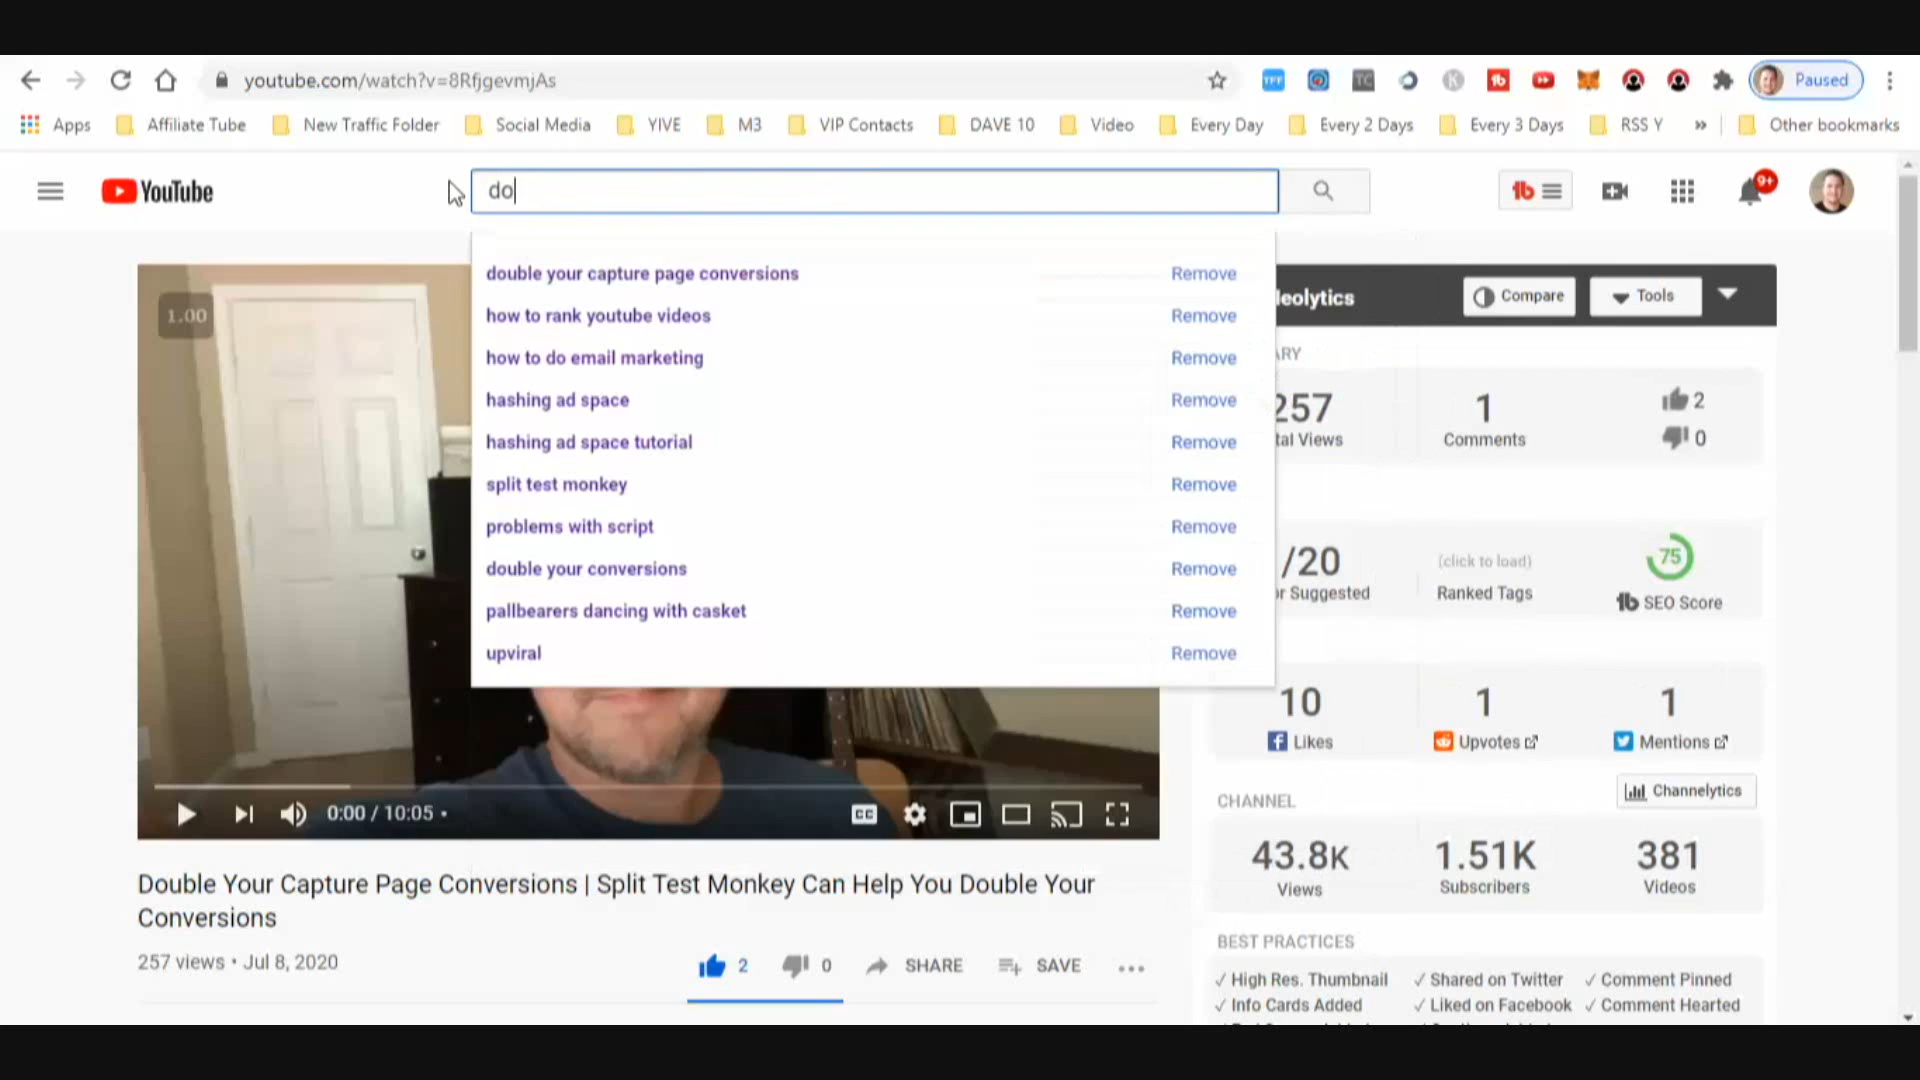 youtube.com/watch?v=8RfjgevmjAs
TFF
TC
K
Paused
Apps
Affiliate Tube
New Traffic Folder
Social Media
YIVE
M3
VIP Contacts
DAVE 10
Video
Every Day
Every 2 Days
Every 3 Days
RSS Y
»
Other bookmarks
YouTube
do
9+
double your capture page conversions Remove
how to rank youtube videos Remove
how to do email marketing Remove
hashing ad space Remove
hashing ad space tutorial Remove
split test monkey Remove
problems with script Remove
double your conversions Remove
pallbearers dancing with casket Remove
upviral Remove
1.00
0:00 / 10:05 •
CC
Double Your Capture Page Conversions | Split Test Monkey Can Help You Double Your
Conversions
257 views • Jul 8, 2020
2
0
SHARE
SAVE
Compare
Tools
257
1
Comments
2
0
/20
Suggested
(click to load)
Ranked Tags
75
SEO Score
10
Likes
1
Upvotes
1
Mentions
CHANNEL
Channelytics
43.8K
Views
1.51K
Subscribers
381
Videos
BEST PRACTICES
✓ High Res. Thumbnail ✓ Shared on Twitter ✓ Comment Pinned
✓ Info Cards Added ✓ Liked on Facebook ✓ Comment Hearted